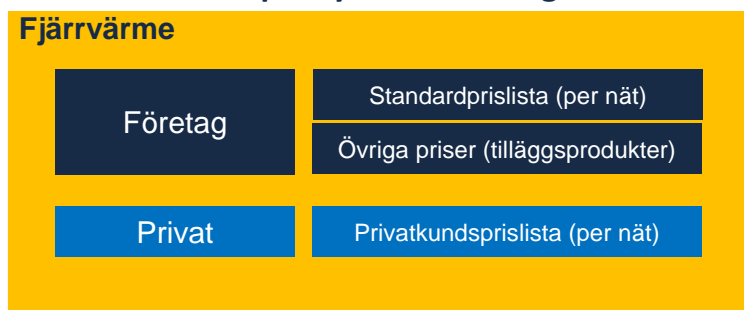 Fjärrvärme
Företag
Standardprislista (per nät)
Övriga priser (tilläggsprodukter)
Privat
Privatkundsprislista (per nät)